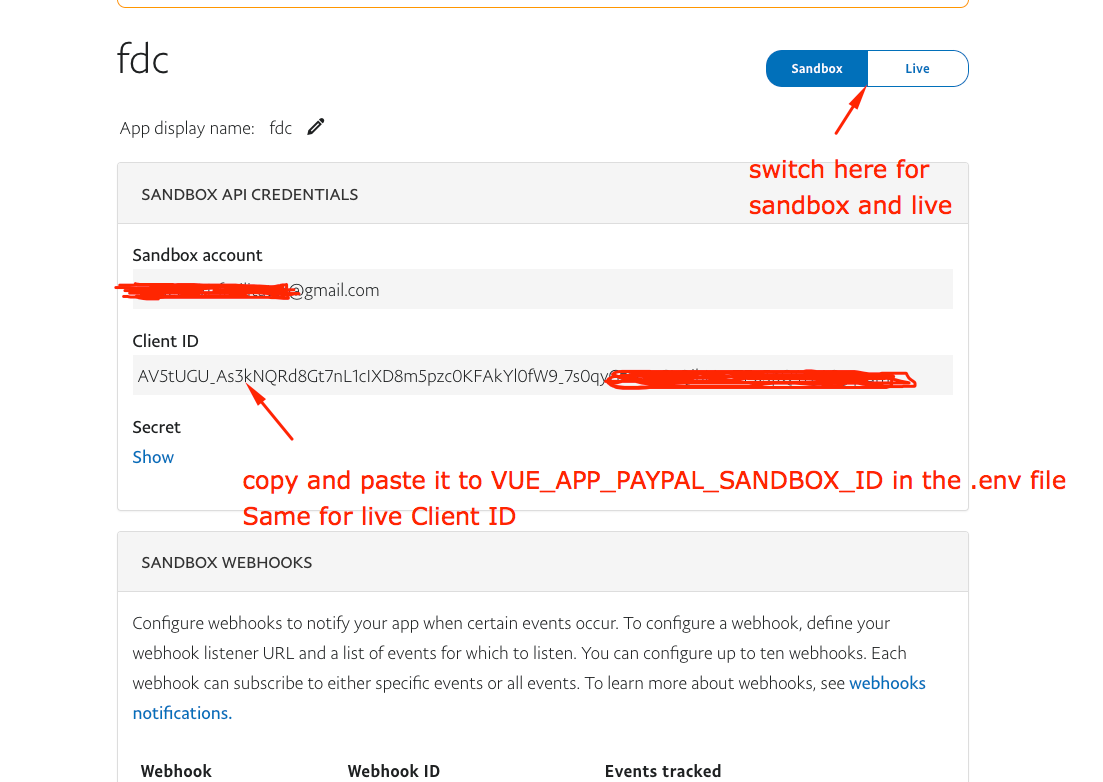 fdc
Sandbox Live
App display name: fdc
switch here for
sandbox and live
SANDBOX API CREDENTIALS
Sandbox account
@gmail.com
Client ID
AV5tUGU_As3kNQRd8Gt7nL1cIXD8m5pzc0KFAkYl0fW9_7s0qy
Secret
Show
copy and paste it to VUE_APP_PAYPAL_SANDBOX_ID in the .env file
Same for live Client ID
SANDBOX WEBHOOKS
Configure webhooks to notify your app when certain events occur. To configure a webhook, define your
webhook listener URL and a list of events for which to listen. You can configure up to ten webhooks. Each
webhook can subscribe to either specific events or all events. To learn more about webhooks, see webhooks
notifications.
Webhook Webhook ID Events tracked